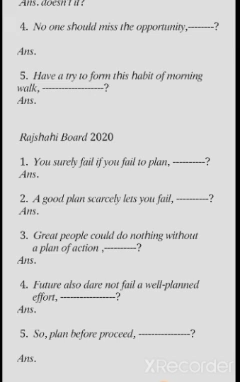 Ans. doesn't it?
4. No one should miss the opportunity,--------?
Ans.
5. Have a try to form this habit of morning
walk, -------------------?
Ans.
Rajshahi Board 2020
1. You surely fail if you fail to plan, ----------?
Ans.
2. A good plan scarcely lets you fail, ----------?
Ans.
3. Great people could do nothing without
a plan of action ,----------?
Ans.
4. Future also dare not fail a well-planned
effort, -----------------?
Ans.
5. So, plan before proceed, ----------------?
Ans.
XRecorder